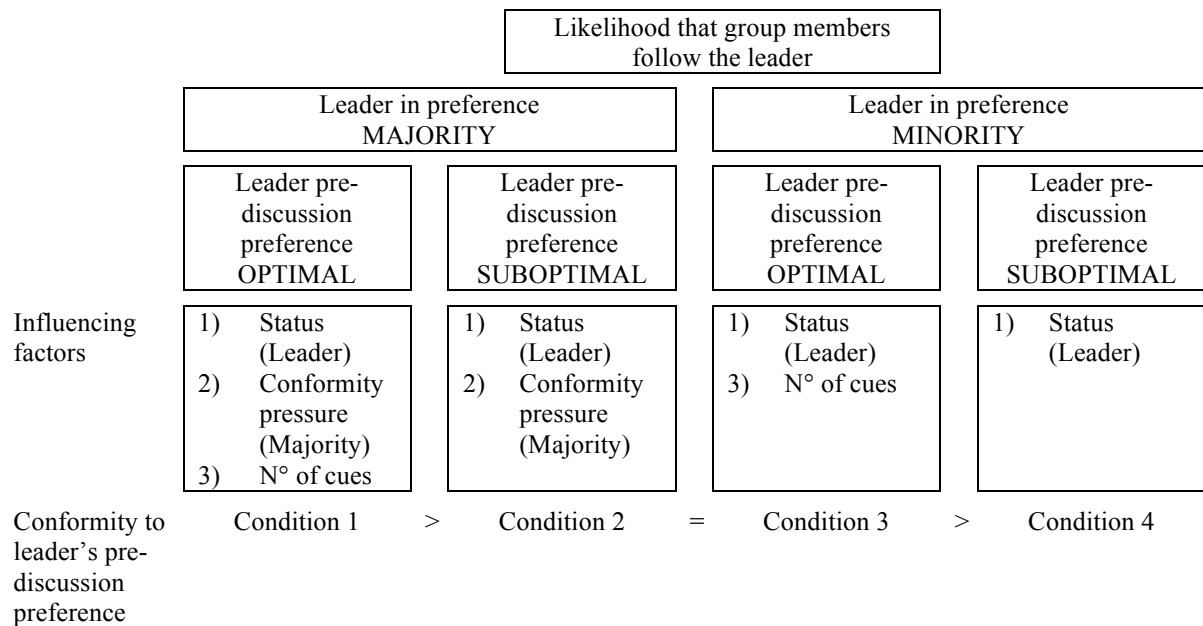 Likelihood that group members
follow the leader
Leader in preference
MAJORITY
Leader in preference
MINORITY
Leader pre-
discussion
preference
OPTIMAL
Leader pre-
discussion
preference
SUBOPTIMAL
Leader pre-
discussion
preference
OPTIMAL
Leader pre-
discussion
preference
SUBOPTIMAL
Influencing
factors
1) Status
(Leader)
2) Conformity
pressure
(Majority)
3) N° of cues
1) Status
(Leader)
2) Conformity
pressure
(Majority)
1) Status
(Leader)
3) N° of cues
1) Status
(Leader)
Conformity to
leader’s pre-
discussion
preference
Condition 1 > Condition 2 = Condition 3 > Condition 4